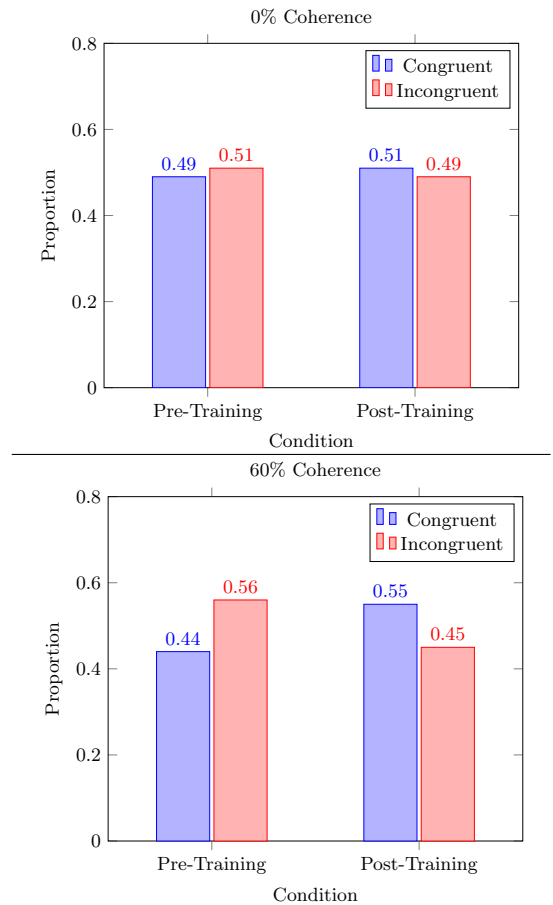 0% Coherence
0.8
Congruent
Incongruent
0.6
0.49 0.51 0.51 0.49
Proportion
0.4
0.2
0
Pre-Training Post-Training
Condition
60% Coherence
0.8
Congruent
Incongruent
0.6
0.44 0.56 0.55 0.45
Proportion
0.4
0.2
0
Pre-Training Post-Training
Condition